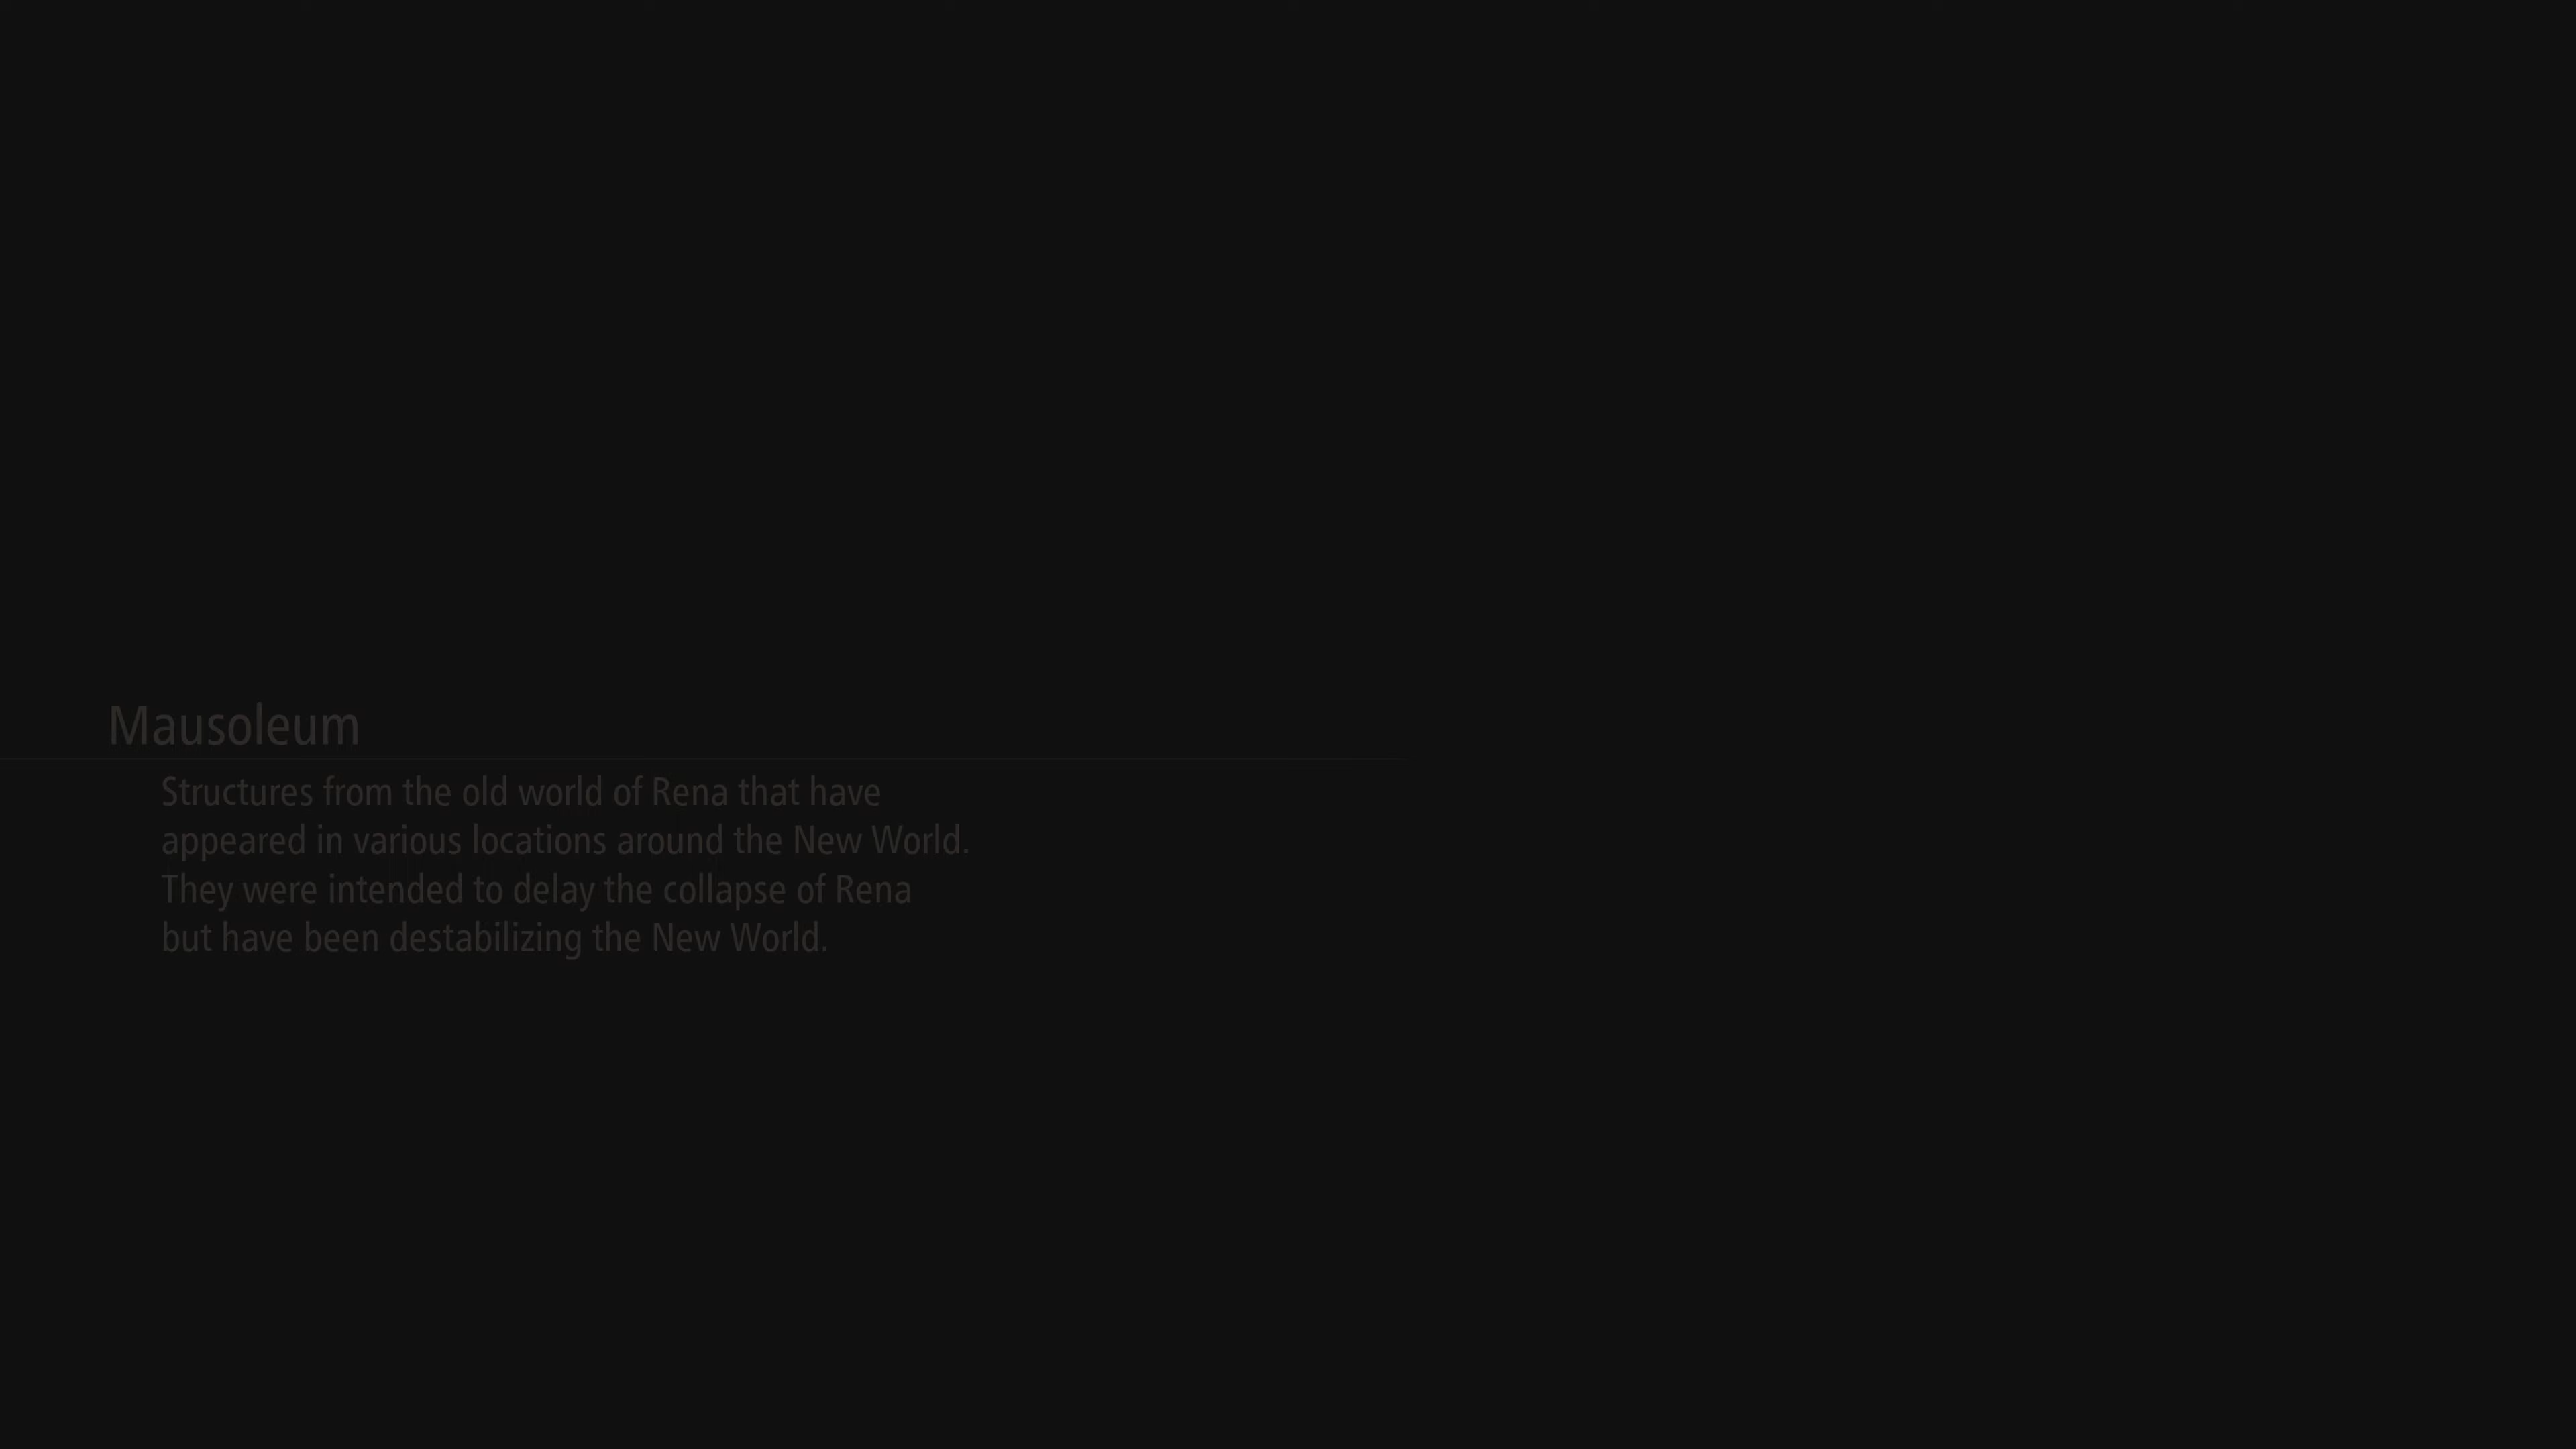 Mausoleum
Structures from the old world of Rena that have
appeared in various locations around the New World.
They were intended to delay the collapse of Rena
but have been destabilizing the New World.